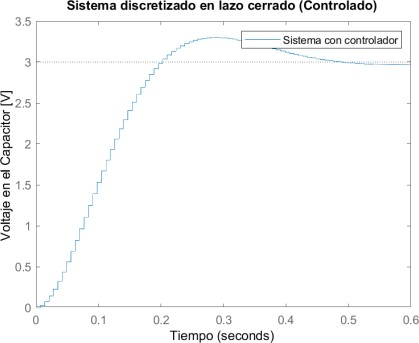 Sistema discretizado en lazo cerrado (Controlado)
3.5
Sistema con controlador
3
2.5
2
1.5
1
0.5
0
Voltaje en el Capacitor [V]
0 0.1 0.2 0.3 0.4 0.5 0.6
Tiempo (seconds)